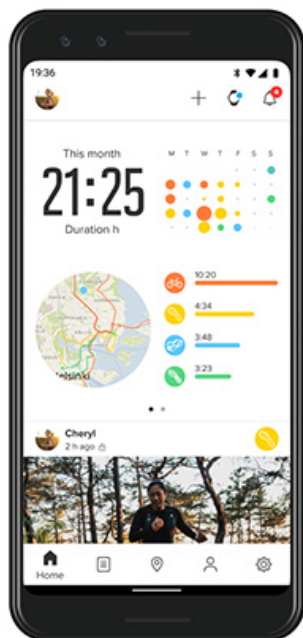 19:36
4
This month
21:25
Duration h
M T W T F S S
10:20
4:34
3:48
3:23
Helsinki
Cheryl
2 h ago
Home